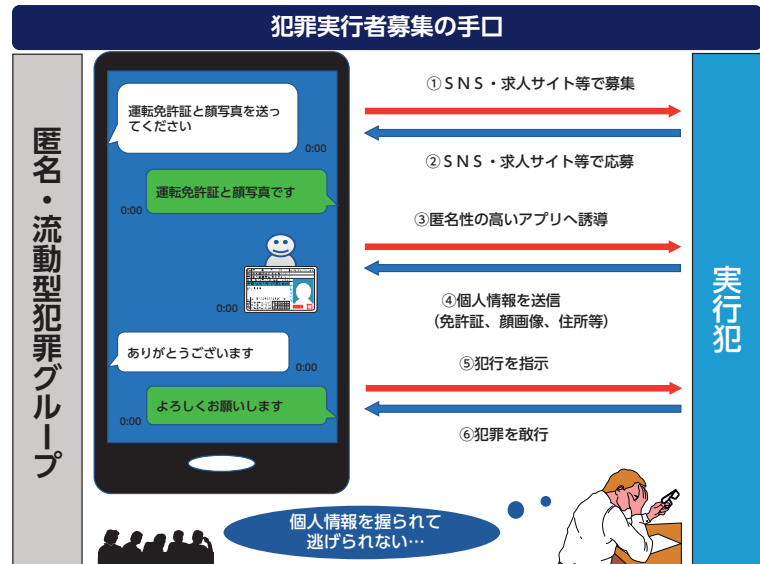 犯罪実行者募集の手口
匿名・流動型犯罪グループ
運転免許証と顔写真を送っ
てください
0:00
運転免許証と顔写真です
0:00
0:00
ありがとうございます
0:00
よろしくお願いします
0:00
①ＳＮＳ・求人サイト等で募集
②ＳＮＳ・求人サイト等で応募
③匿名性の高いアプリへ誘導
④個人情報を送信
（免許証、顔画像、住所等）
⑤犯行を指示
⑥犯罪を敢行
実行犯
個人情報を握られて
逃げられない…